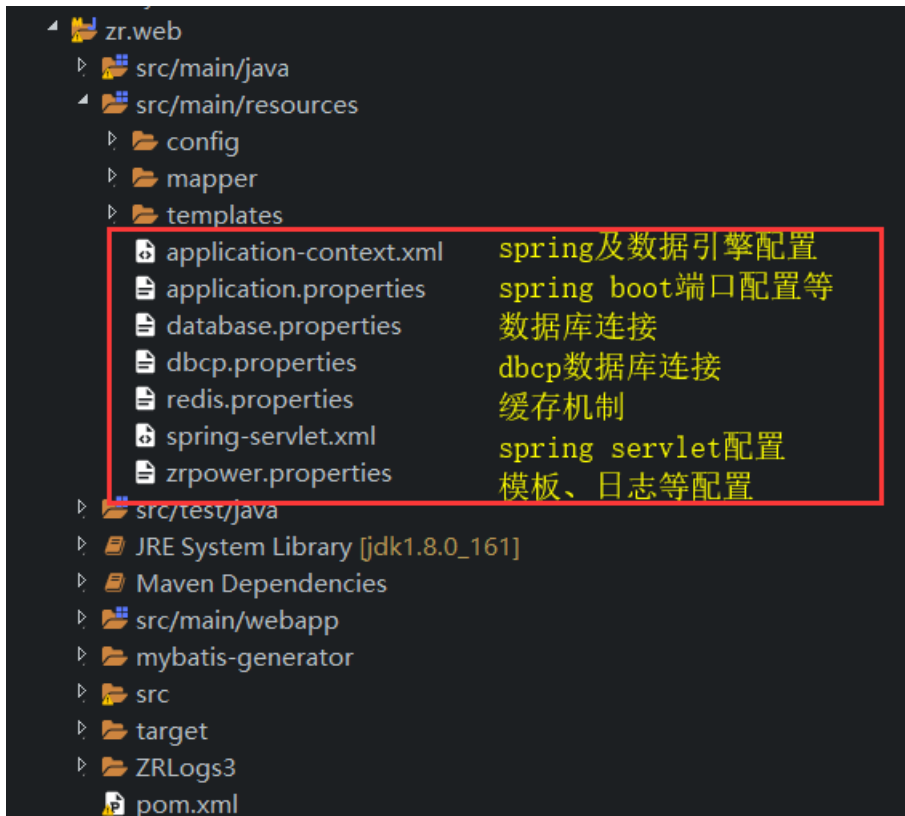 zr.web
src/main/java
src/main/resources
config
mapper
templates
application-context.xml spring及数据引擎配置
application.properties spring boot端口配置等
database.properties 数据库连接
dbcp.properties dbcp数据库连接
redis.properties 缓存机制
spring-servlet.xml spring servlet配置
zrpower.properties 模板、日志等配置
src/test/java
JRE System Library [jdk1.8.0_161]
Maven Dependencies
src/main/webapp
mybatis-generator
src
target
ZRLogs3
pom.xml